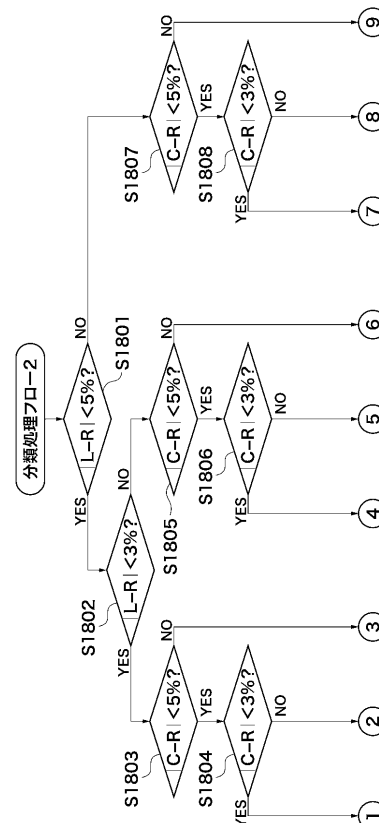 分類処理フロー2
|L-R|<5%?
S1801
YES
NO
|L-R|<3%?
S1802
YES
NO
|C-R|<5%?
S1803
YES
NO
|C-R|<3%?
S1804
YES
NO
|C-R|<5%?
S1805
YES
NO
|C-R|<3%?
S1806
YES
NO
|C-R|<5%?
S1807
YES
NO
|C-R|<3%?
S1808
YES
NO
1
2
3
4
5
6
7
8
9